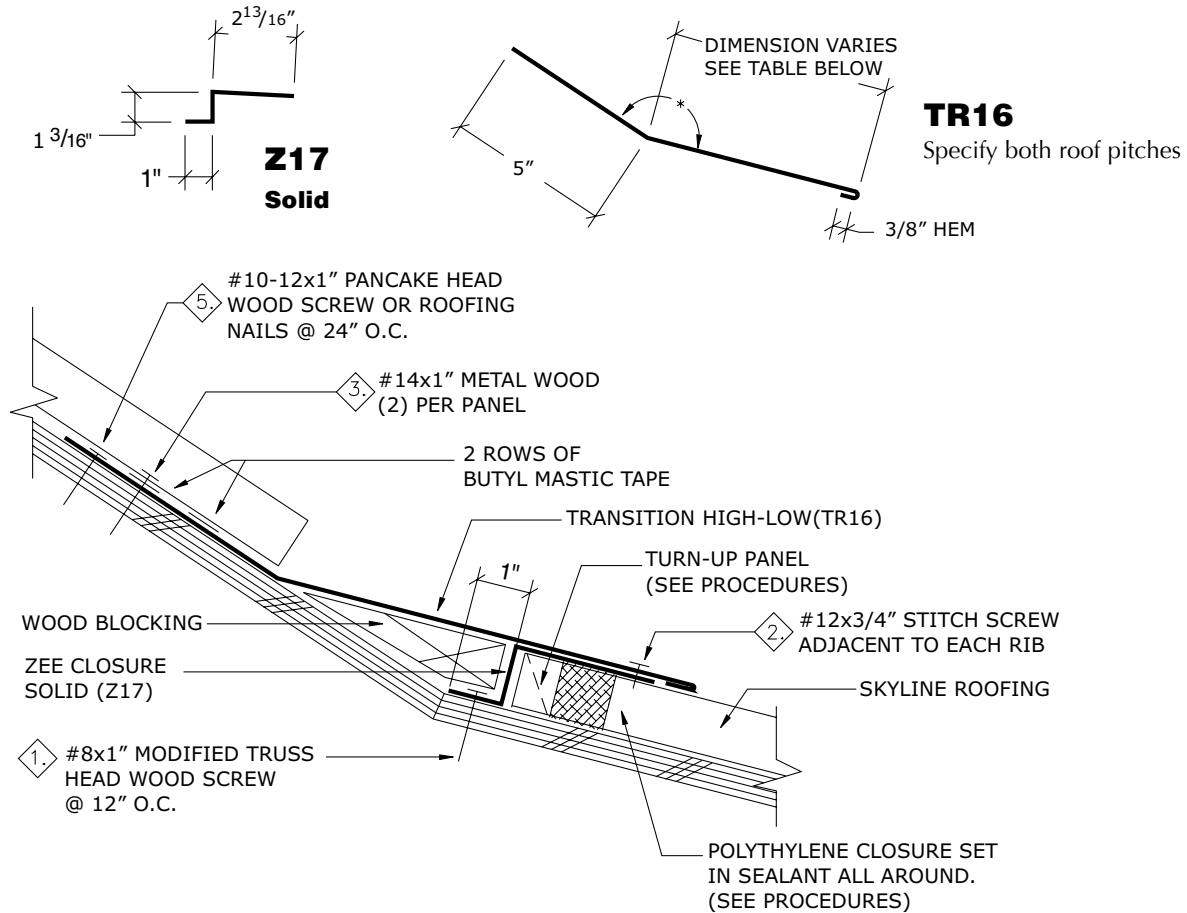 2 13/16"
1 3/16"
1"
Z17
Solid
DIMENSION VARIES
SEE TABLE BELOW
*
5"
TR16
Specify both roof pitches
3/8" HEM
5.
#10-12x1" PANCAKE HEAD
WOOD SCREW OR ROOFING
NAILS @ 24" O.C.
3.
#14x1" METAL WOOD
(2) PER PANEL
2 ROWS OF
BUTYL MASTIC TAPE
TRANSITION HIGH-LOW(TR16)
1"
TURN-UP PANEL
(SEE PROCEDURES)
WOOD BLOCKING
2.
#12x3/4" STITCH SCREW
ADJACENT TO EACH RIB
ZEE CLOSURE
SOLID (Z17)
SKYLINE ROOFING
1.
#8x1" MODIFIED TRUSS
HEAD WOOD SCREW
@ 12" O.C.
POLYTHYLENE CLOSURE SET
IN SEALANT ALL AROUND.
(SEE PROCEDURES)